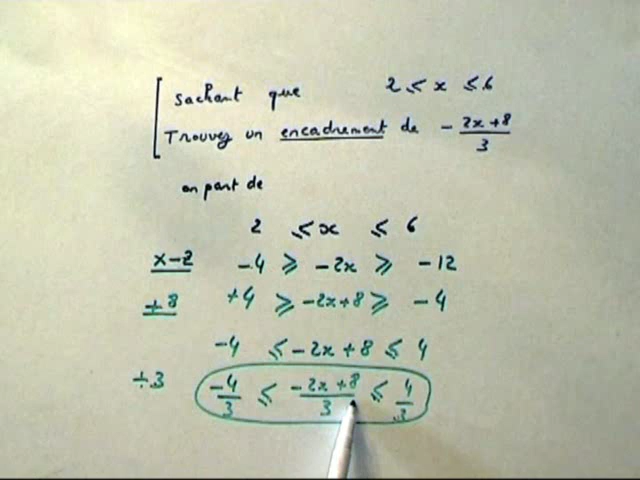 Sachant que 2 ≤ x ≤ 6
Trouvez un encadrement de - 2x+8/3
on part de
2 ≤ x ≤ 6
x-2 -4 ≥ -2x ≥ -12
+8 +4 ≥ -2x+8 ≥ -4
-4 ≤ -2x+8 ≤ 4
÷3 -4/3 ≤ -2x+8/3 ≤ 4/3